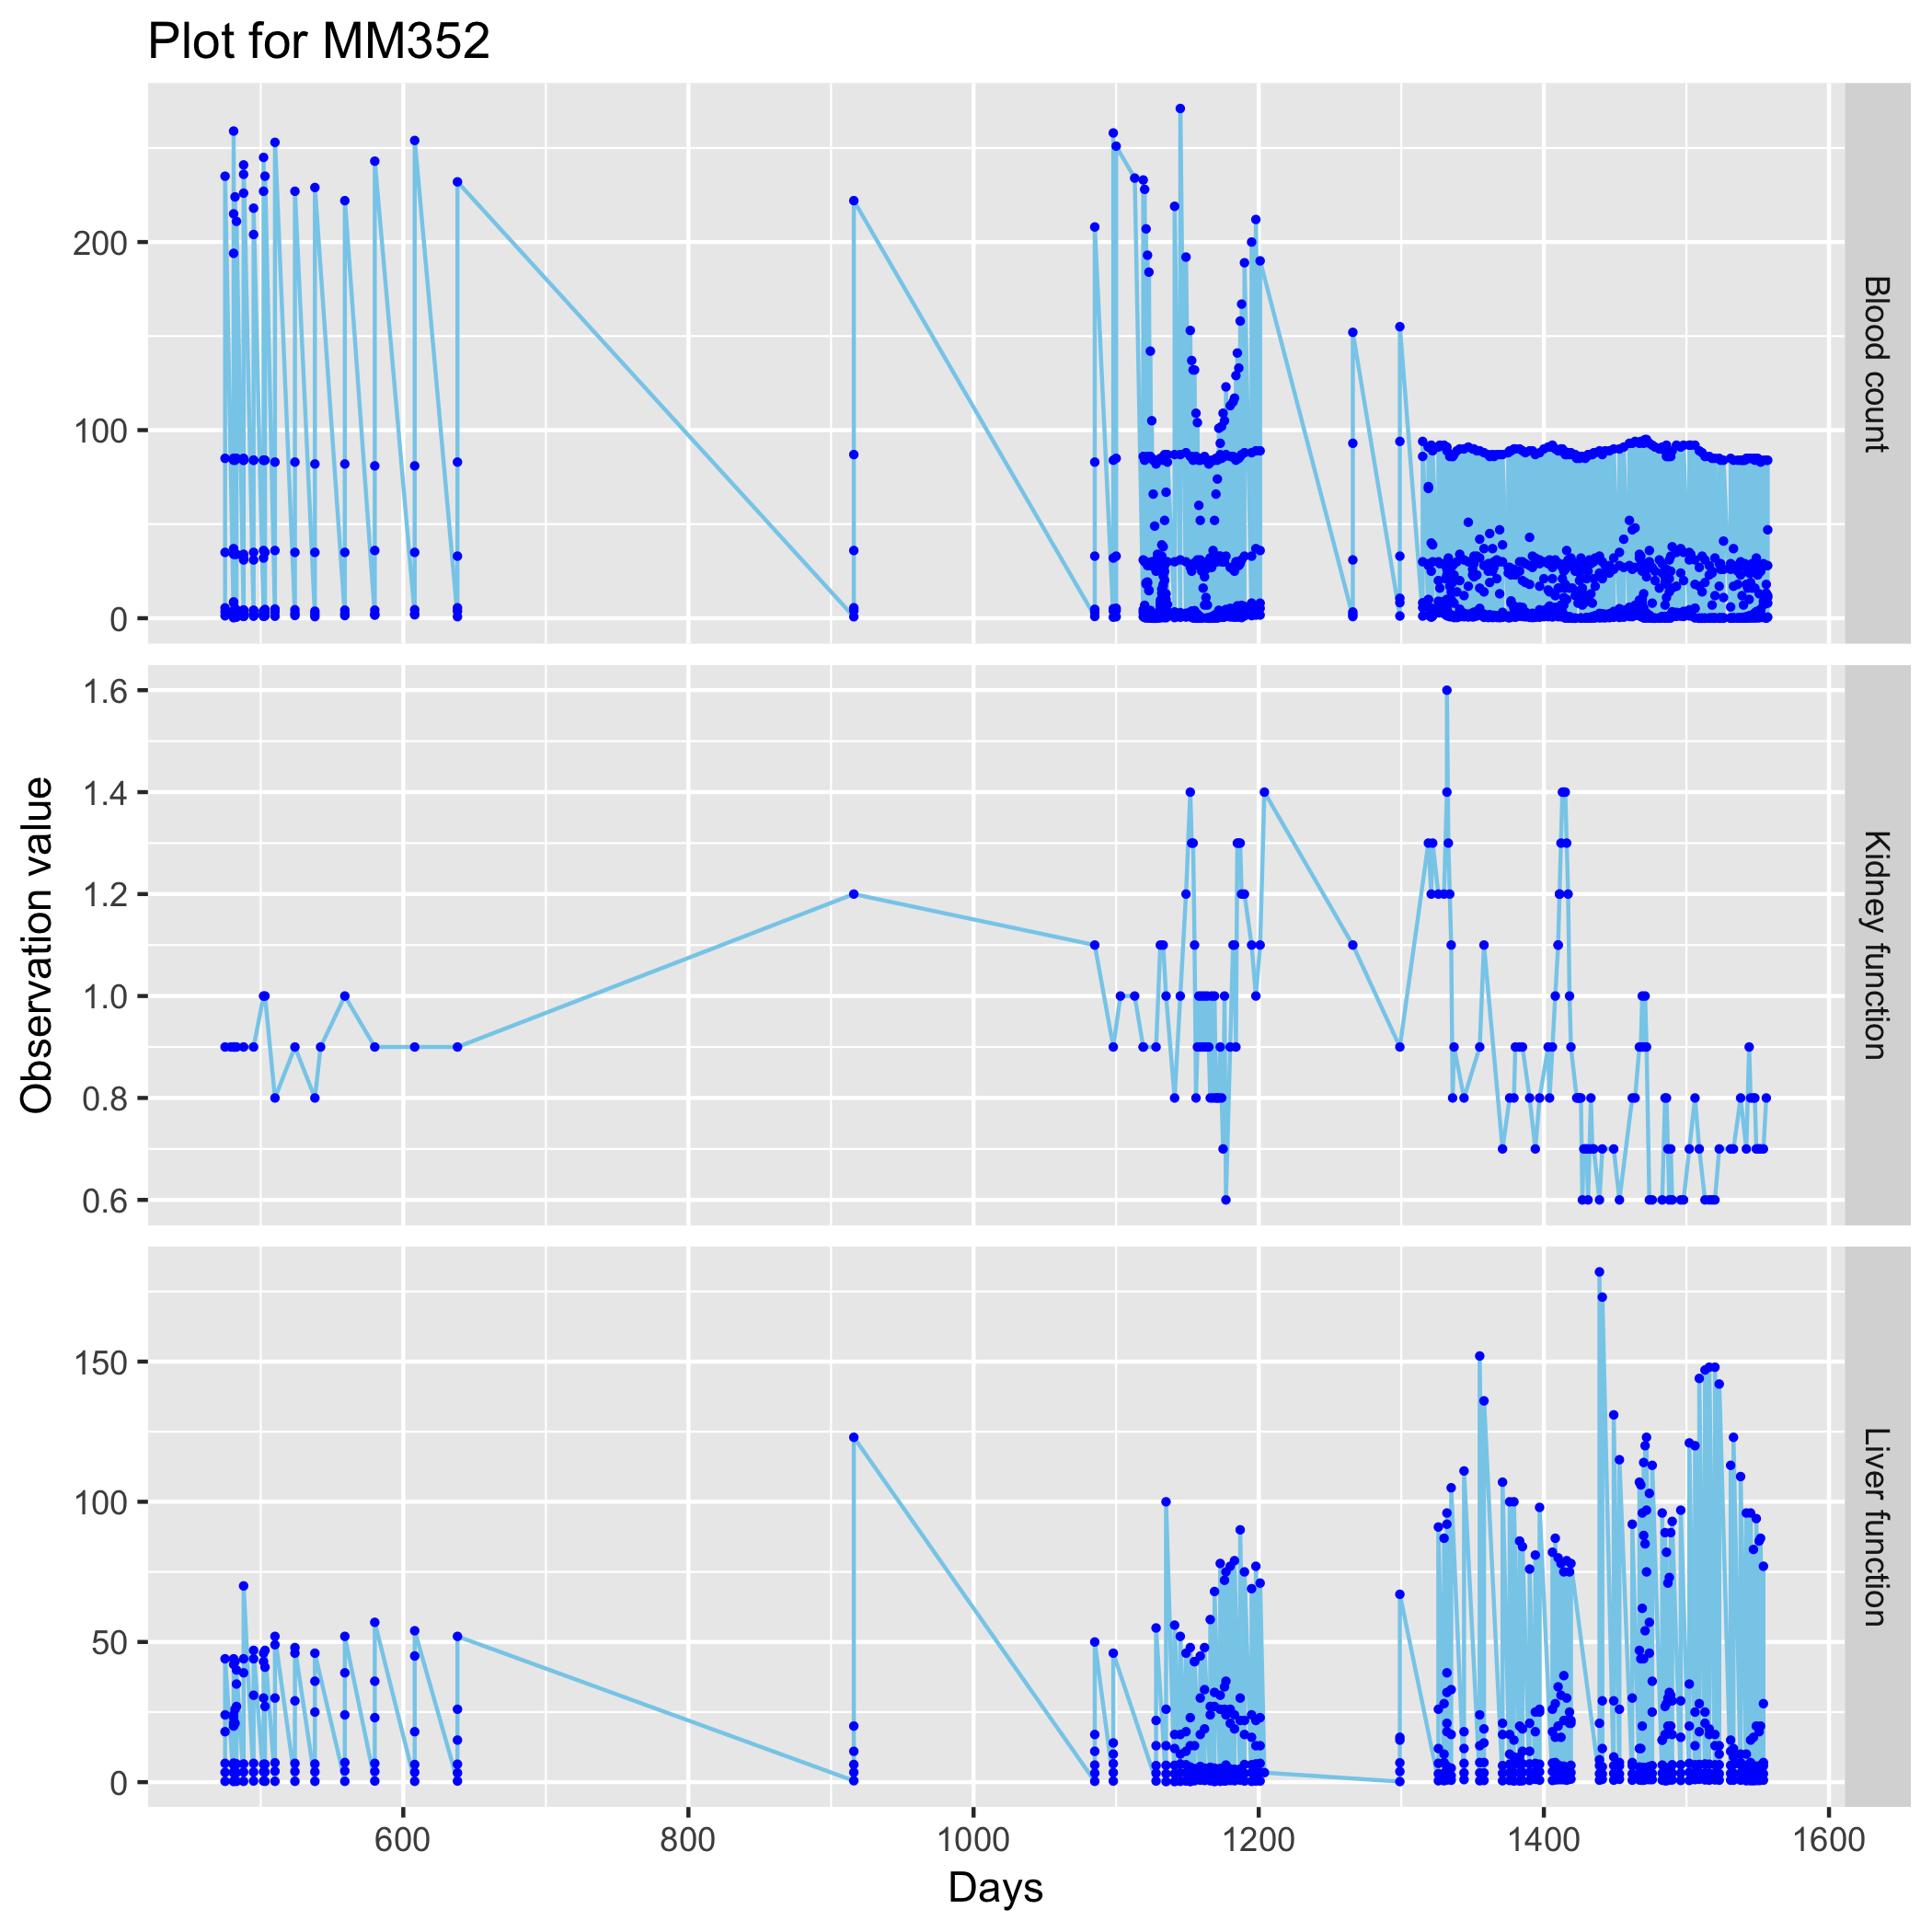 Plot for MM352
200
100
0
Blood count
1.6
1.4
1.2
1.0
0.8
0.6
Kidney function
Observation value
150
100
50
0
Liver function
600 800 1000 1200 1400 1600
Days